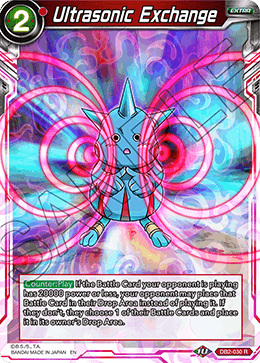 2
Ultrasonic Exchange
EXTRA
Counter:Play If the Battle Card your opponent is playing
has 20000 power or less, your opponent may place that
Battle Card in their Drop Area instead of playing it. If
they don't, they choose 1 of their Battle Cards and place
it in its owner's Drop Area.
©B.S./S.,T.A.
BANDAI MADE IN JAPAN EN
DB2-030 R